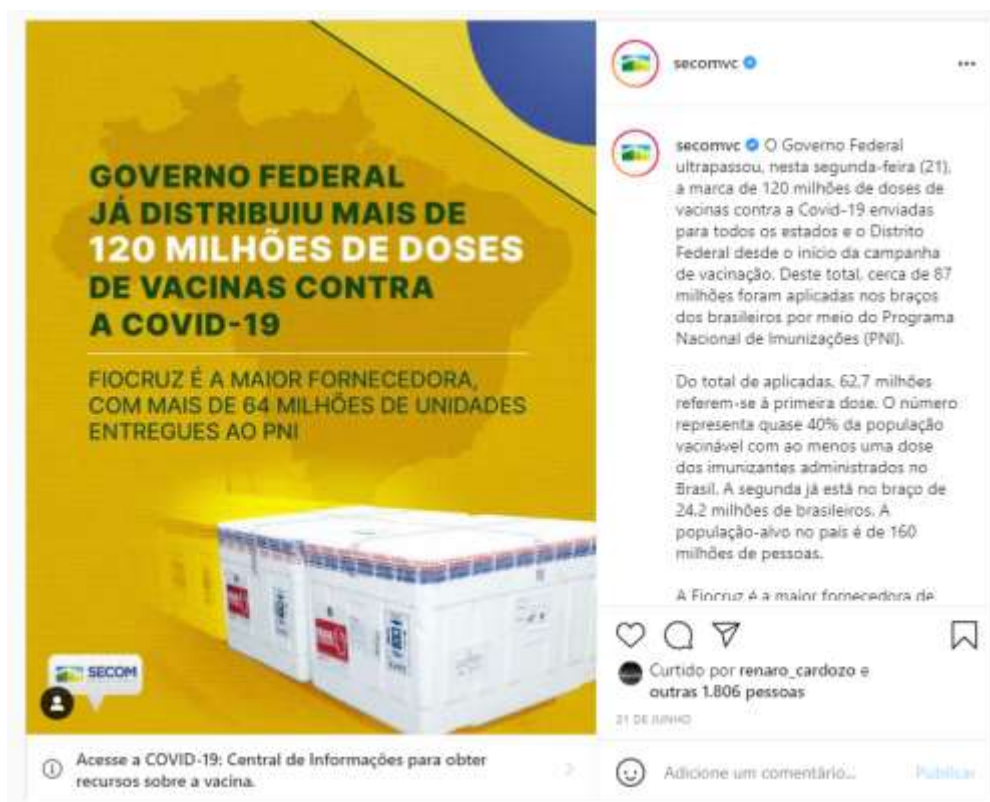 GOVERNO FEDERAL
JÁ DISTRIBUIU MAIS DE
120 MILHÕES DE DOSES
DE VACINAS CONTRA
A COVID-19
FIOCRUZ É A MAIOR FORNECEDORA,
COM MAIS DE 64 MILHÕES DE UNIDADES
ENTREGUES AO PNI
SECOM
Acesse a COVID-19: Central de Informações para obter
recursos sobre a vacina.
secomvc
secomvc O Governo Federal
ultrapassou, nesta segunda-feira (21),
a marca de 120 milhões de doses de
vacinas contra a Covid-19 enviadas
para todos os estados e o Distrito
Federal desde o início da campanha
de vacinação. Deste total, cerca de 87
milhões foram aplicadas nos braços
dos brasileiros por meio do Programa
Nacional de Imunizações (PNI).
Do total de aplicadas, 62,7 milhões
referem-se à primeira dose. O número
representa quase 40% da população
vacinável com ao menos uma dose
dos imunizantes administrados no
Brasil. A segunda já está no braço de
24,2 milhões de brasileiros. A
população-alvo no país é de 160
milhões de pessoas.
A Fiocruz é a maior fornecedora de
Curtido por renaro_cardozo e
outras 1.806 pessoas
21 DE JUNHO
Adicione um comentário... Publicar